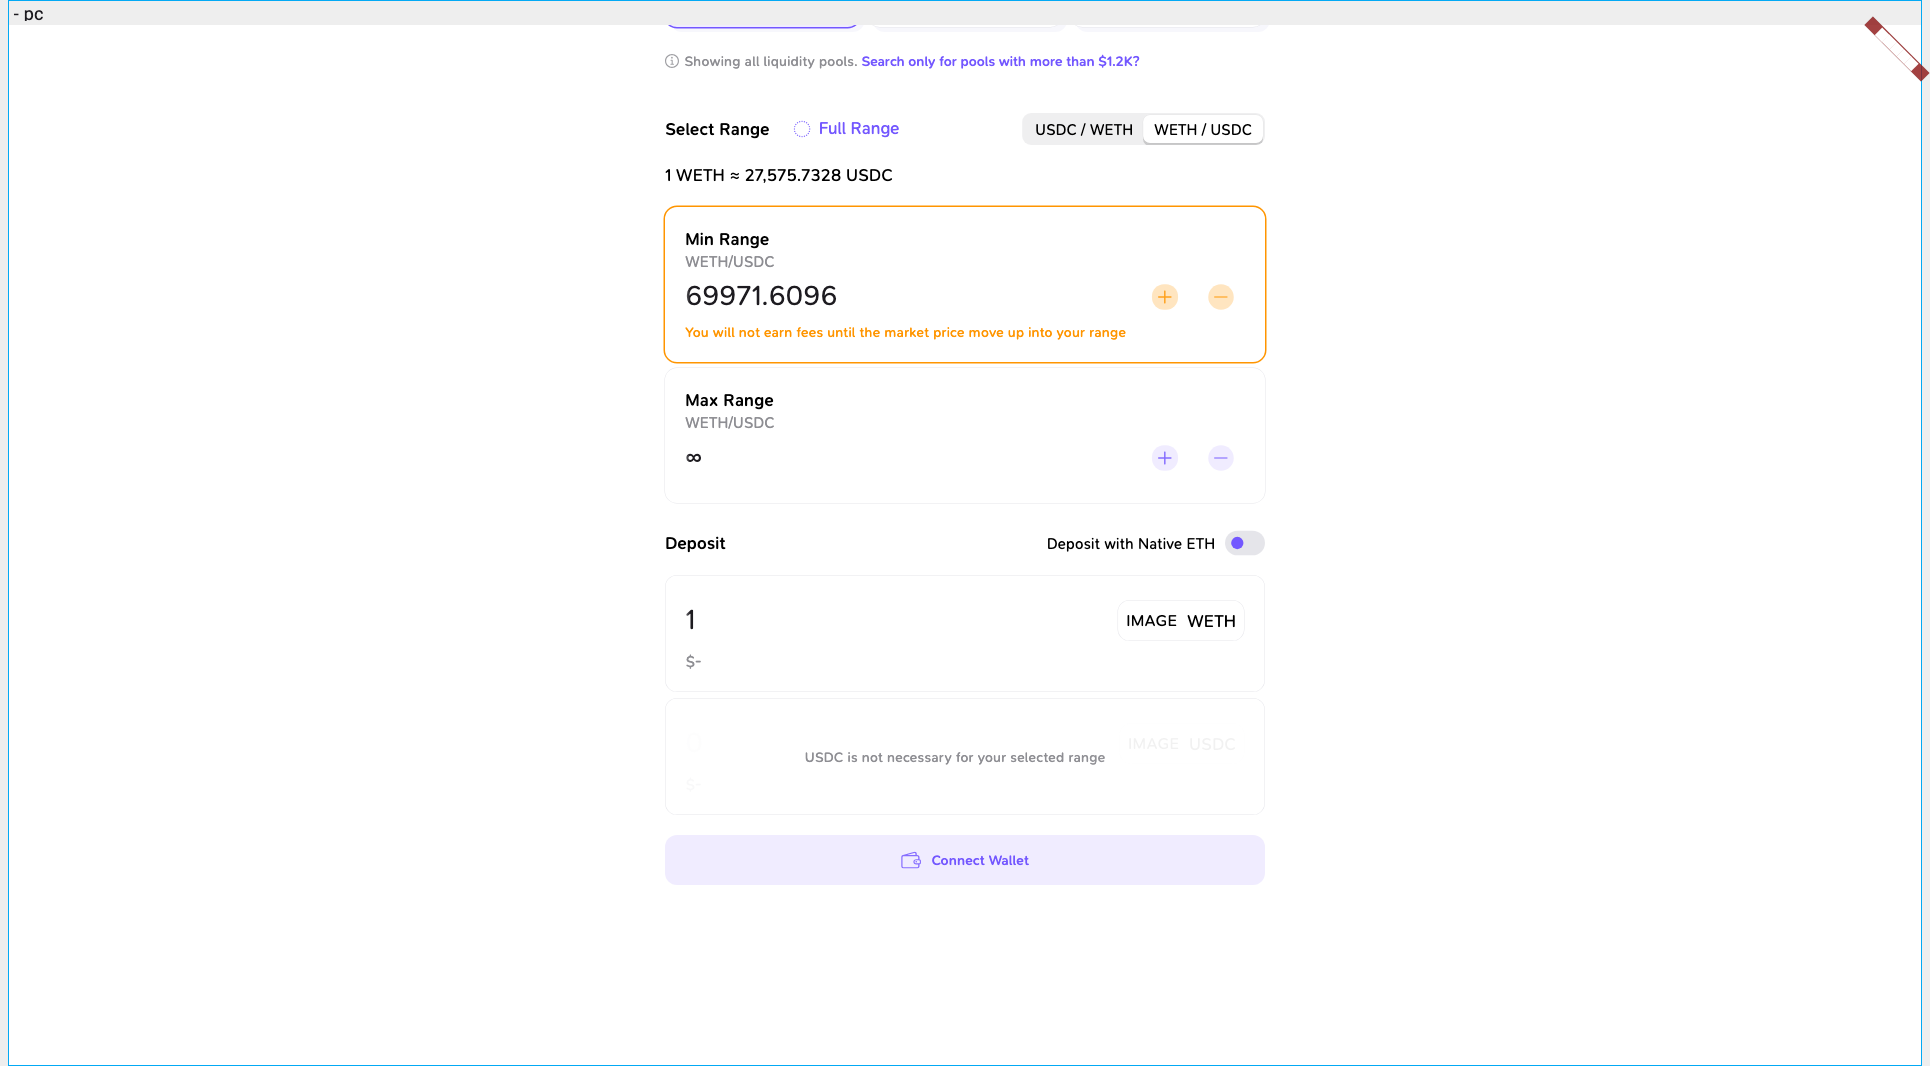 - pc
Showing all liquidity pools. Search only for pools with more than $1.2K?
Select Range Full Range USDC / WETH WETH / USDC
1 WETH ≈ 27,575.7328 USDC
Min Range
WETH/USDC
69971.6096
You will not earn fees until the market price move up into your range
Max Range
WETH/USDC
∞
Deposit Deposit with Native ETH
1 IMAGE WETH
$-
0 IMAGE USDC
USDC is not necessary for your selected range
$-
Connect Wallet